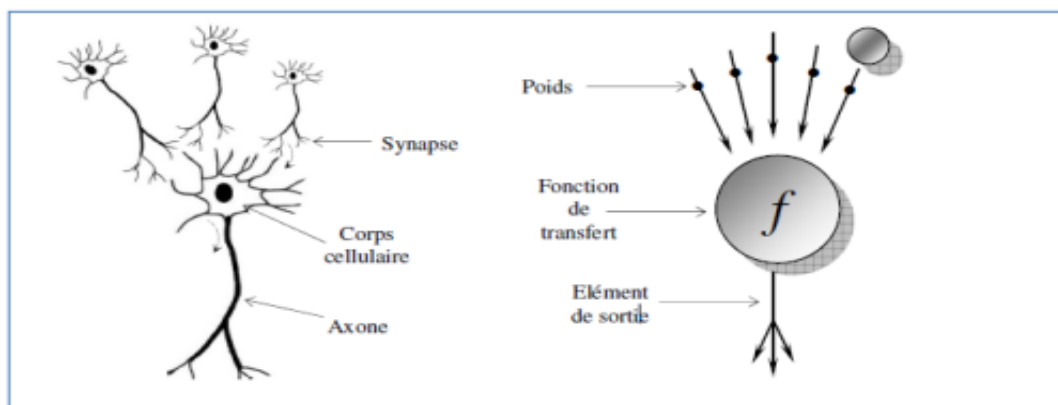 Synapse
Corps
cellulaire
Axone
Poids
Fonction
de
transfert
f
Elément
de sortie